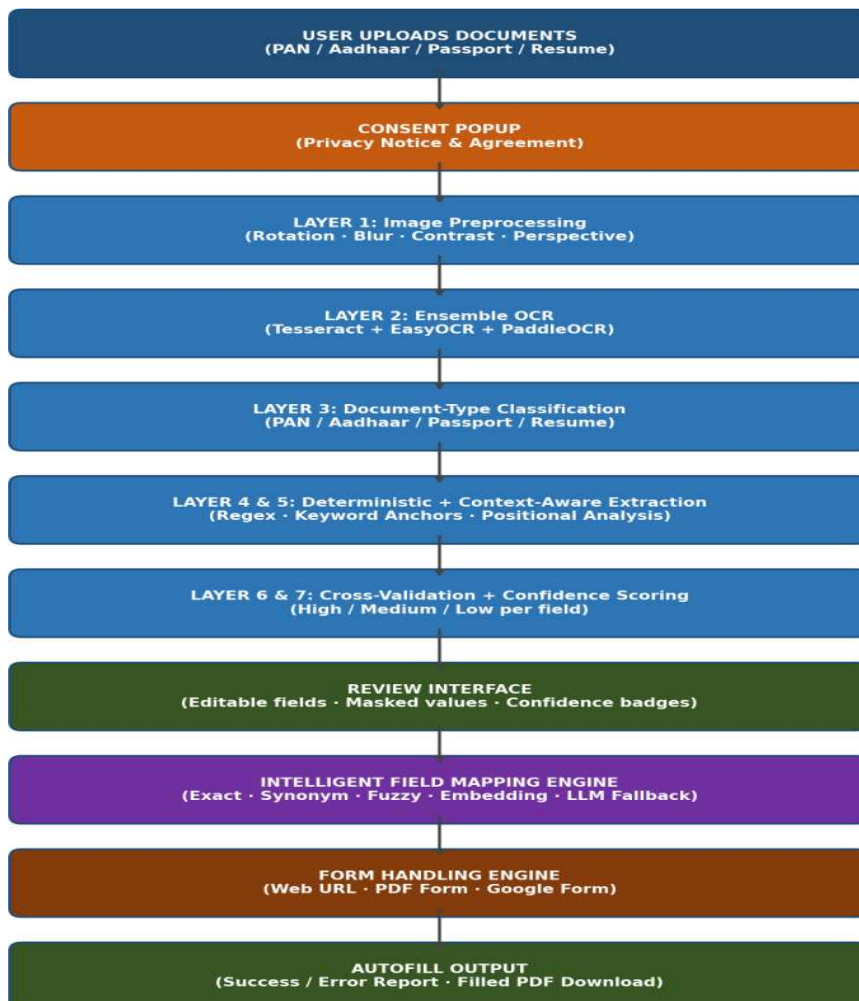 USER UPLOADS DOCUMENTS
(PAN / Aadhaar / Passport / Resume)
CONSENT POPUP
(Privacy Notice & Agreement)
LAYER 1: Image Preprocessing
(Rotation · Blur · Contrast · Perspective)
LAYER 2: Ensemble OCR
(Tesseract + EasyOCR + PaddleOCR)
LAYER 3: Document-Type Classification
(PAN / Aadhaar / Passport / Resume)
LAYER 4 & 5: Deterministic + Context-Aware Extraction
(Regex · Keyword Anchors · Positional Analysis)
LAYER 6 & 7: Cross-Validation + Confidence Scoring
(High / Medium / Low per field)
REVIEW INTERFACE
(Editable fields · Masked values · Confidence badges)
INTELLIGENT FIELD MAPPING ENGINE
(Exact · Synonym · Fuzzy · Embedding · LLM Fallback)
FORM HANDLING ENGINE
(Web URL · PDF Form · Google Form)
AUTOFILL OUTPUT
(Success / Error Report · Filled PDF Download)